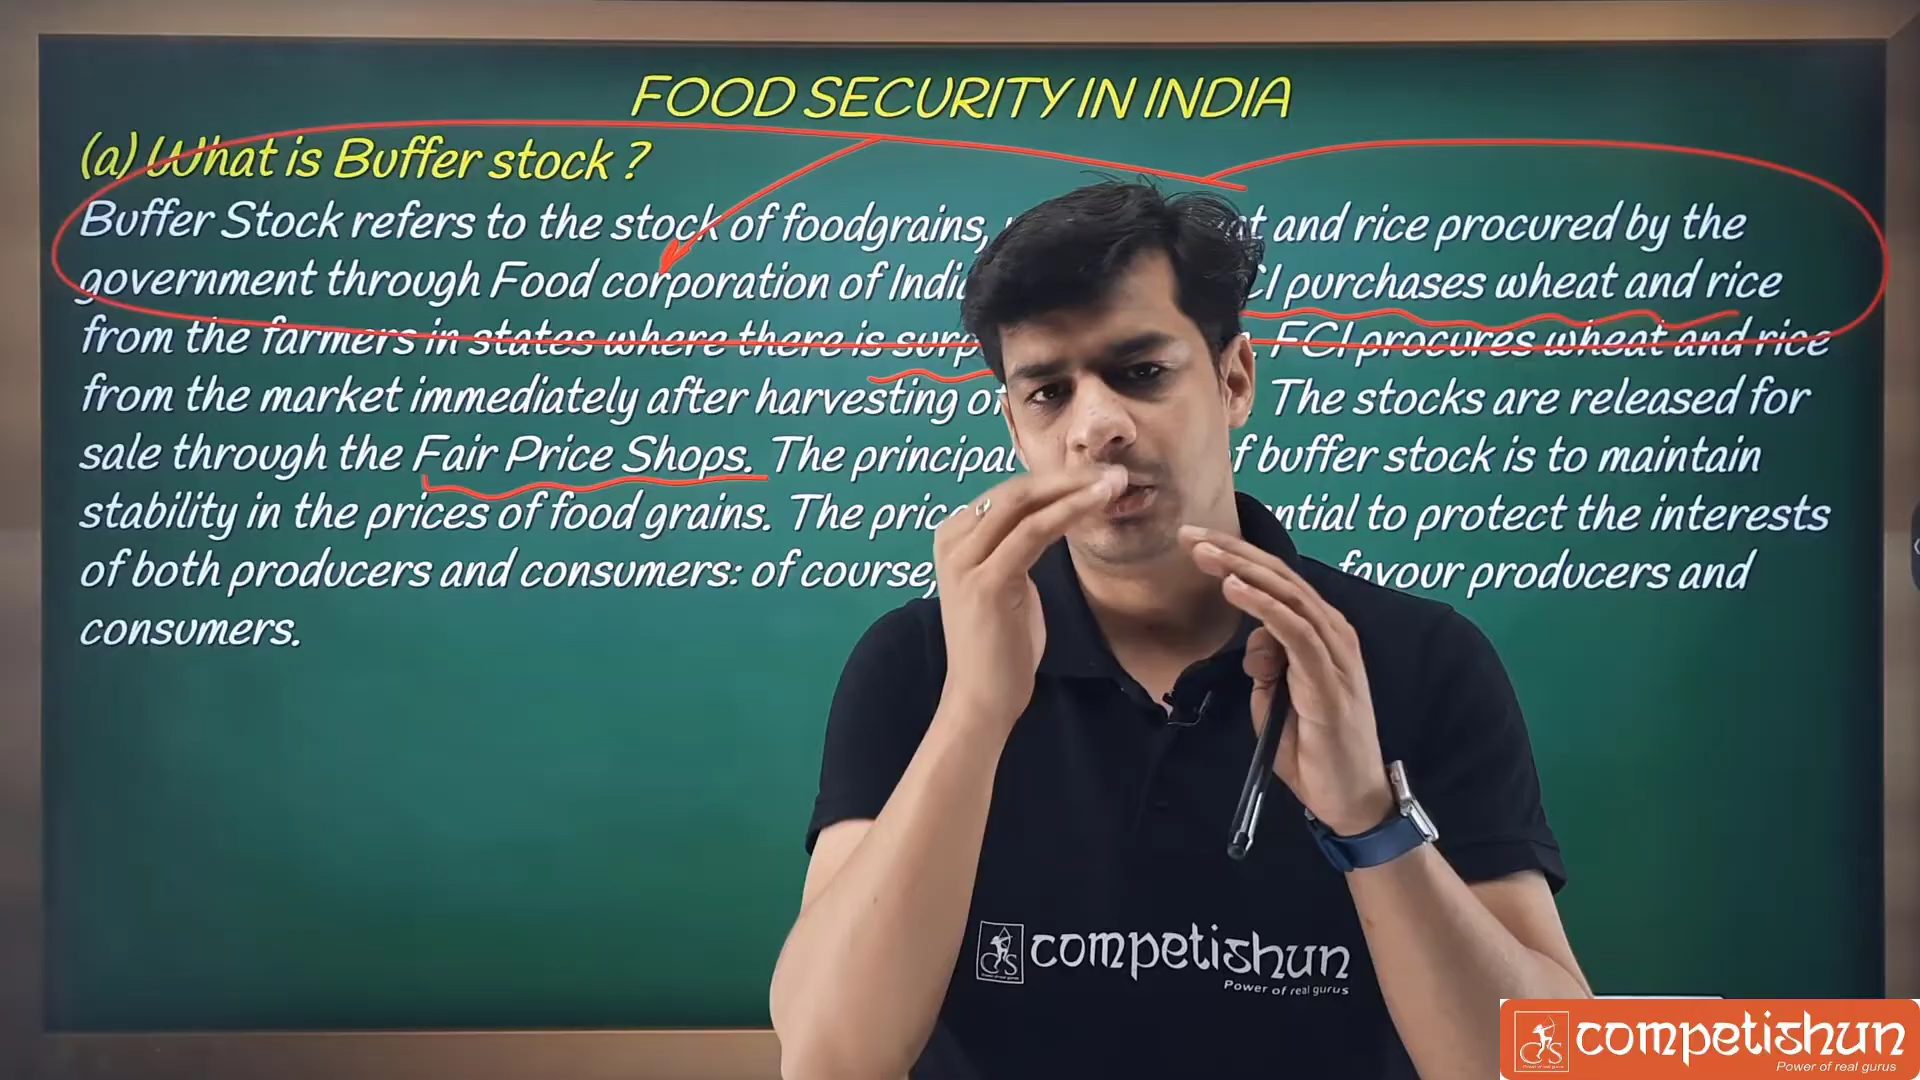 FOOD SECURITY IN INDIA
(a) What is Buffer stock ?
Buffer Stock refers to the stock of foodgrains, and rice procured by the
government through Food corporation of purchases wheat and rice
from the farmers in states where there is FCI procures wheat and rice
from the market immediately after harvesting The stocks are released for
sale through the Fair Price Shops. The principal buffer stock is to maintain
stability in the prices of food grains. The to protect the interests
of both producers and consumers: of course, favour producers and
consumers.
competishun
Power of real gurus
competishun
Power of real gurus